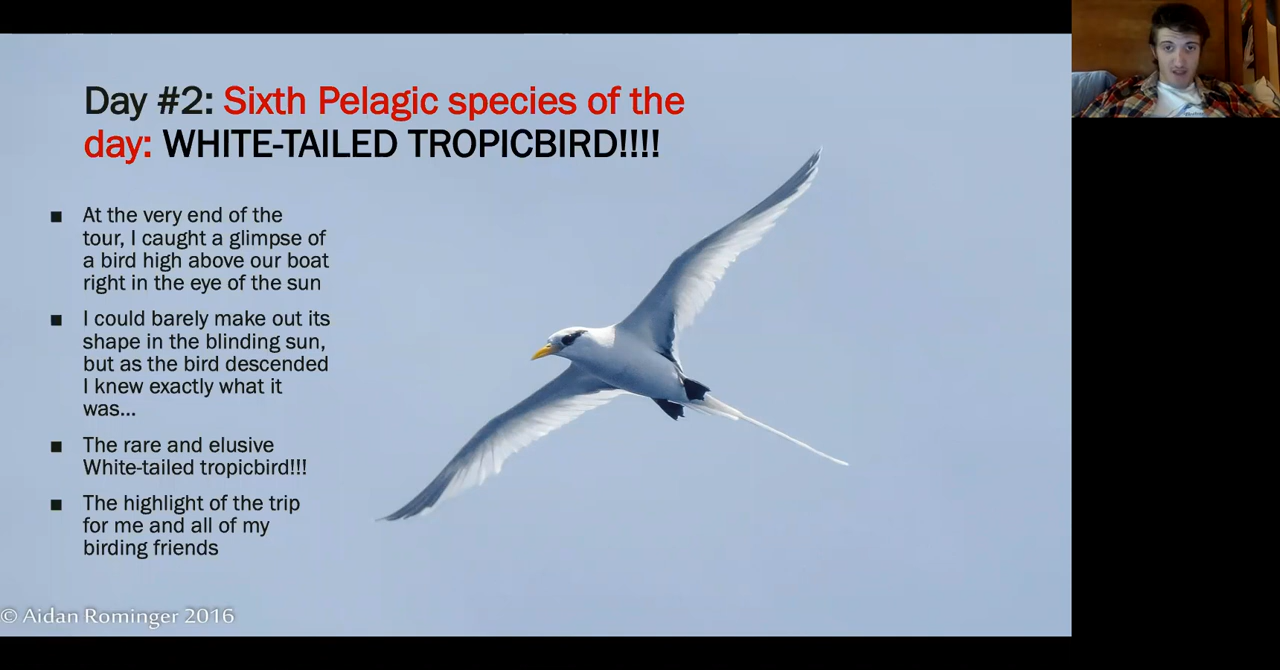 Day #2: Sixth Pelagic species of the
day: WHITE-TAILED TROPICBIRD!!!!
■ At the very end of the
tour, I caught a glimpse of
a bird high above our boat
right in the eye of the sun
■ I could barely make out its
shape in the blinding sun,
but as the bird descended
I knew exactly what it
was...
■ The rare and elusive
White-tailed tropicbird!!!
■ The highlight of the trip
for me and all of my
birding friends
© Aidan Rominger 2016